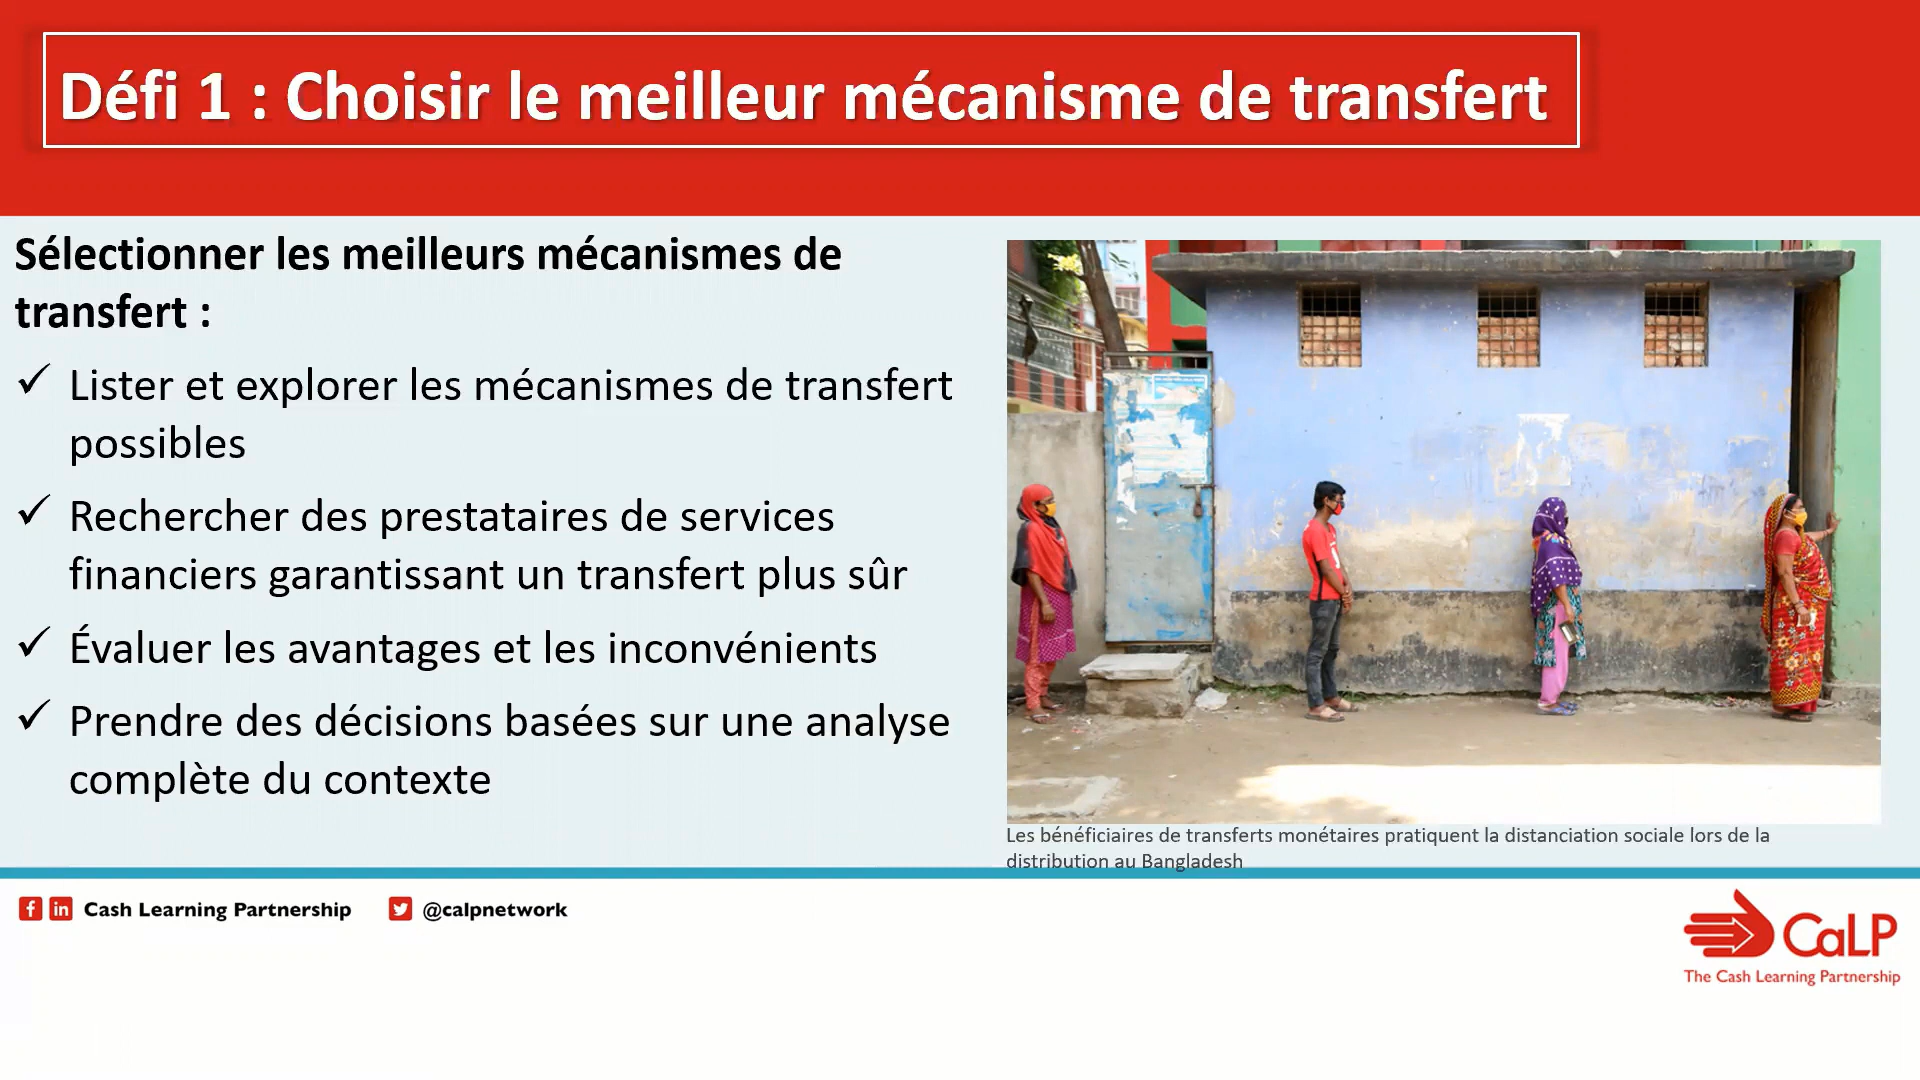 Défi 1 : Choisir le meilleur mécanisme de transfert
Sélectionner les meilleurs mécanismes de
transfert :
✓ Lister et explorer les mécanismes de transfert
possibles
✓ Rechercher des prestataires de services
financiers garantissant un transfert plus sûr
✓ Évaluer les avantages et les inconvénients
✓ Prendre des décisions basées sur une analyse
complète du contexte
Les bénéficiaires de transferts monétaires pratiquent la distanciation sociale lors de la
distribution au Bangladesh
Cash Learning Partnership @calpnetwork
CaLP
The Cash Learning Partnership